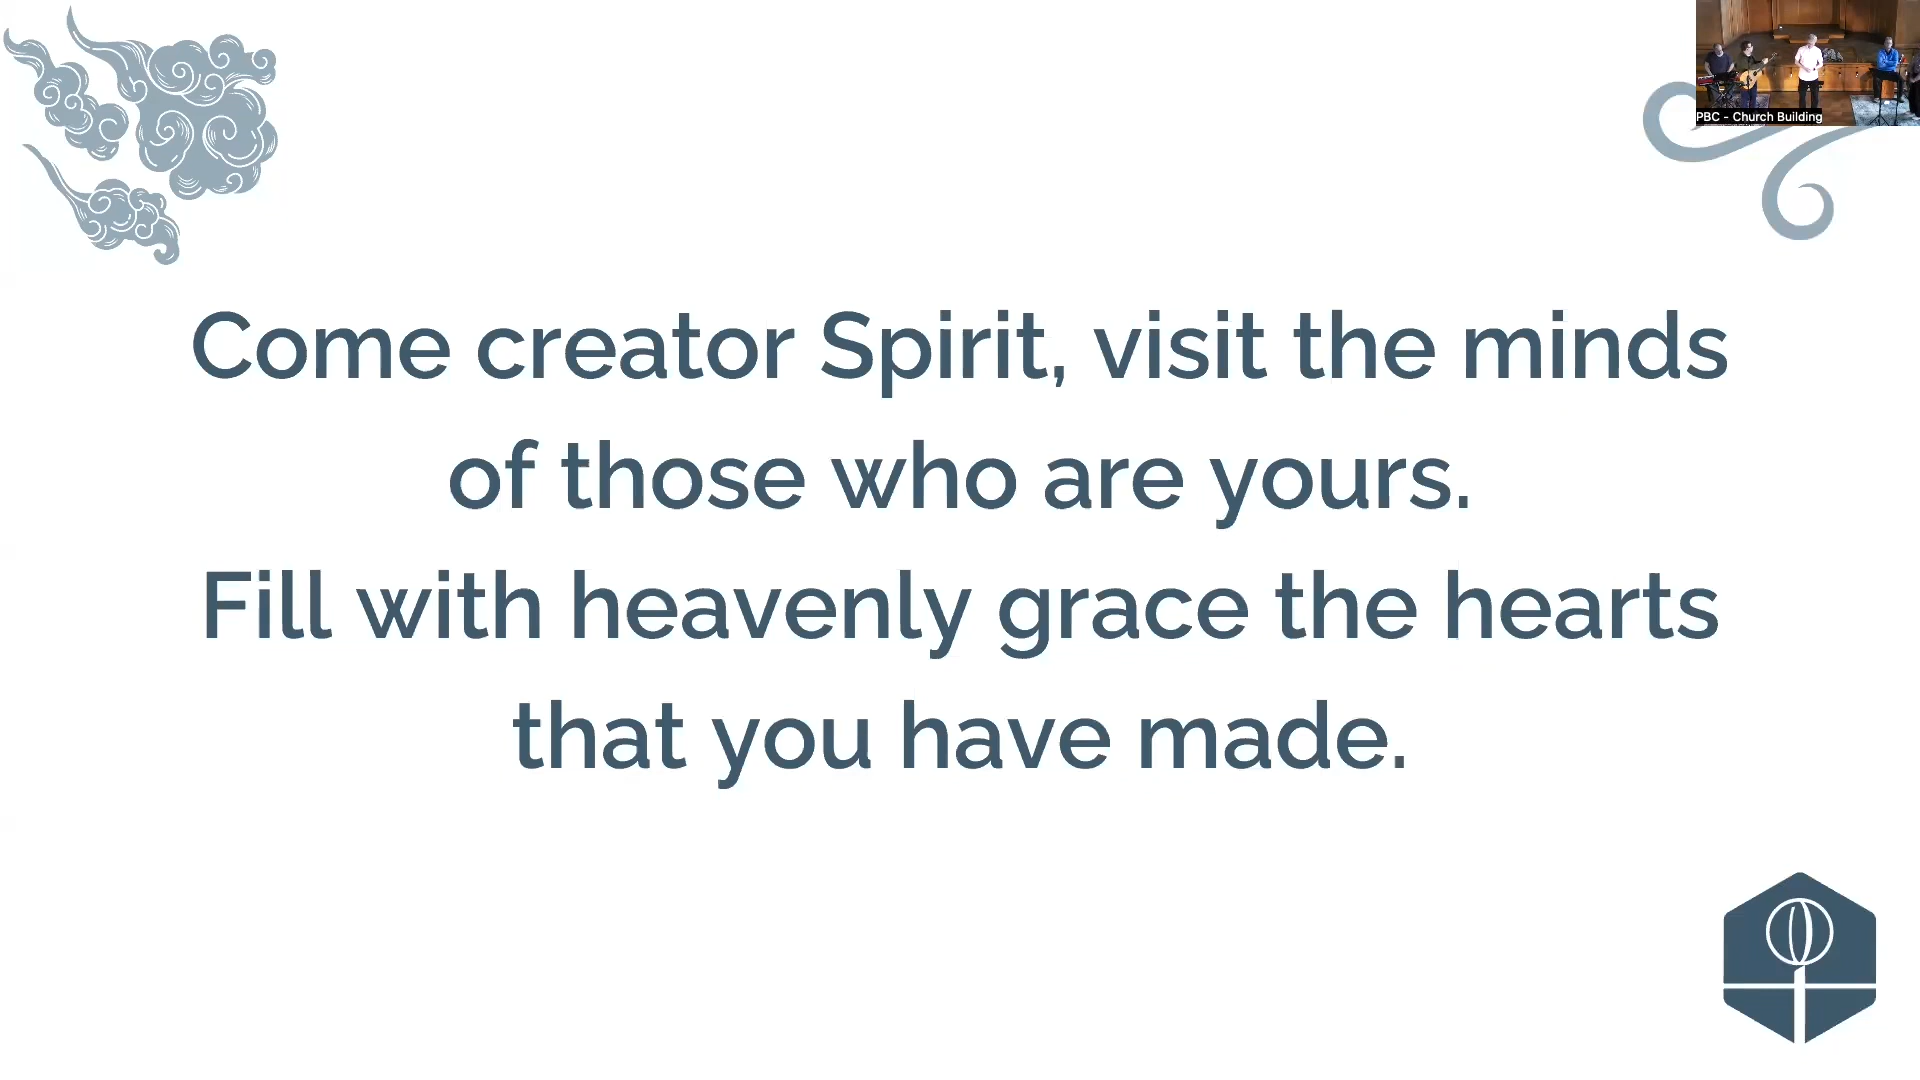 PBC - Church Building
Come creator Spirit, visit the minds
of those who are yours.
Fill with heavenly grace the hearts
that you have made.